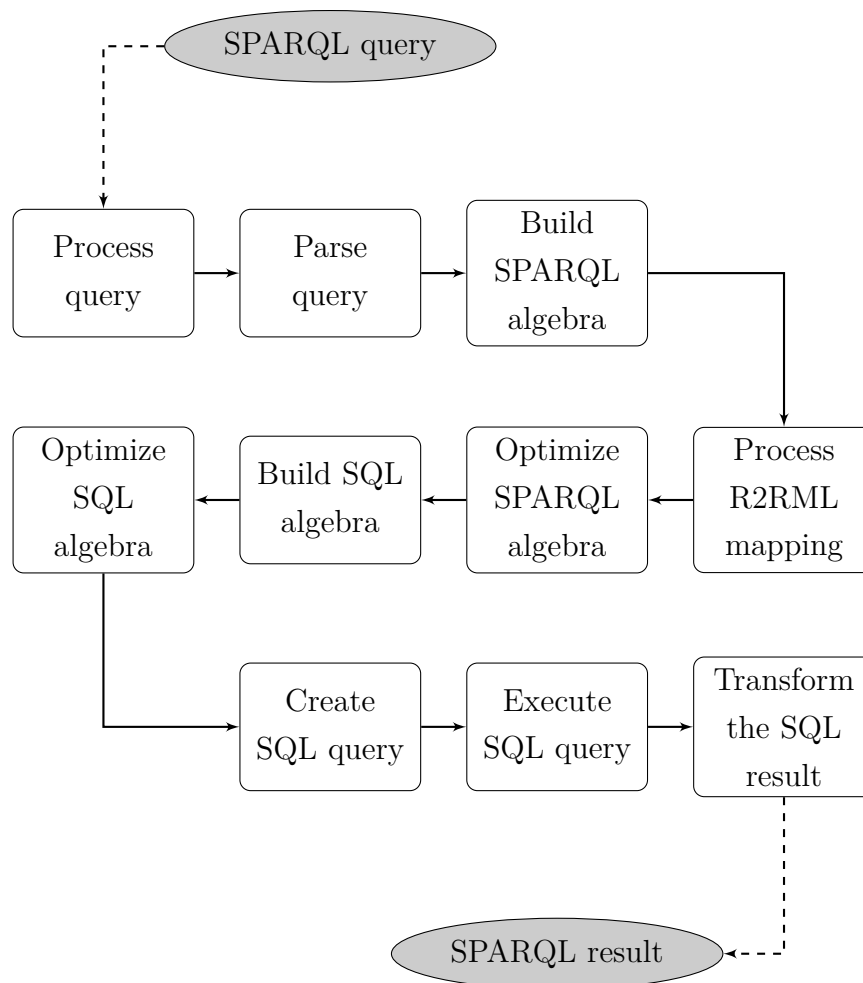 SPARQL query
Process
query
Parse
query
Build
SPARQL
algebra
Process
R2RML
mapping
Optimize
SPARQL
algebra
Build SQL
algebra
Optimize
SQL
algebra
Create
SQL query
Execute
SQL query
Transform
the SQL
result
SPARQL result